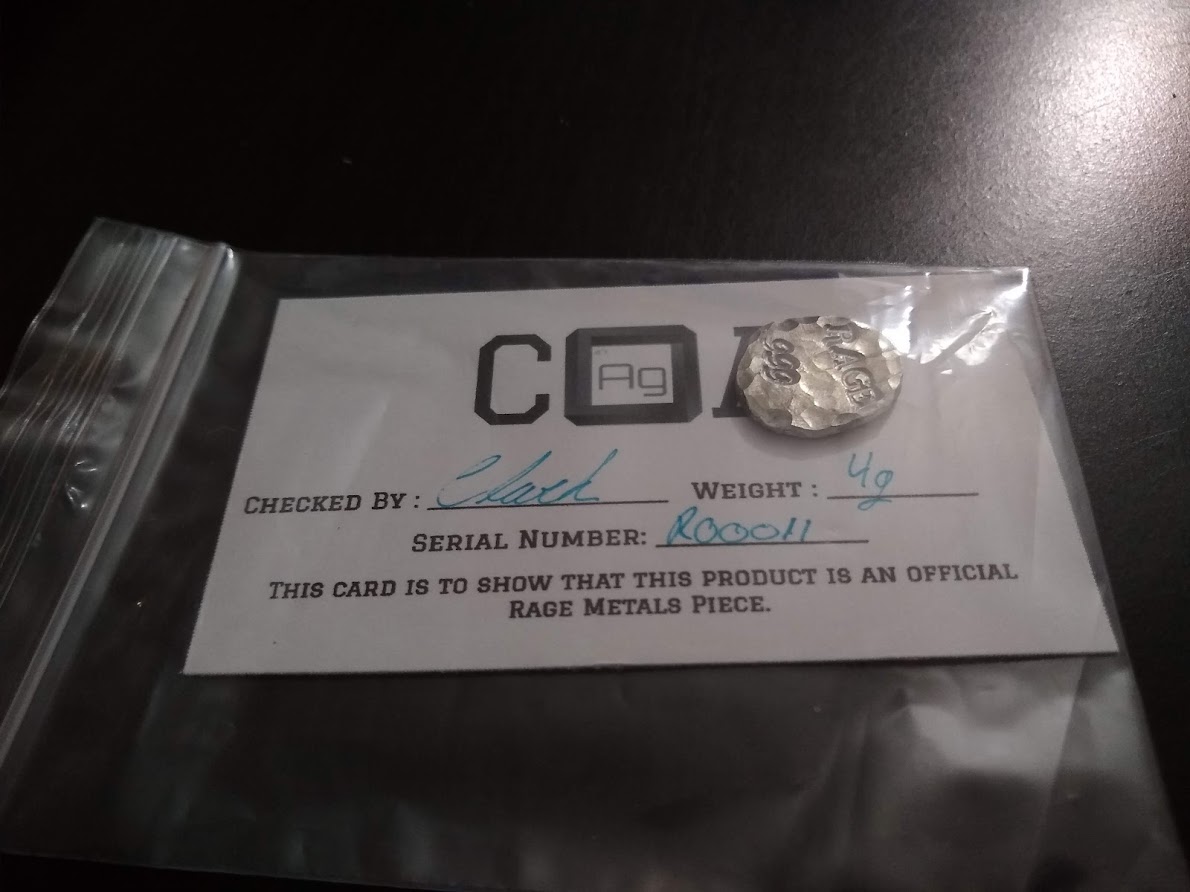 COA
Ag
RAGE
999
CHECKED BY : Clark
WEIGHT : 4g
SERIAL NUMBER: R00011
THIS CARD IS TO SHOW THAT THIS PRODUCT IS AN OFFICIAL
RAGE METALS PIECE.